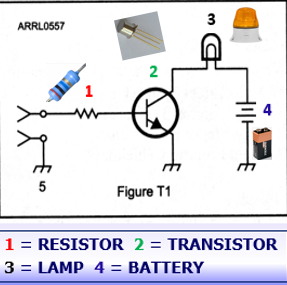 ARRL0557
3
2
1
4
5
Figure T1
1 = RESISTOR 2 = TRANSISTOR
3 = LAMP 4 = BATTERY